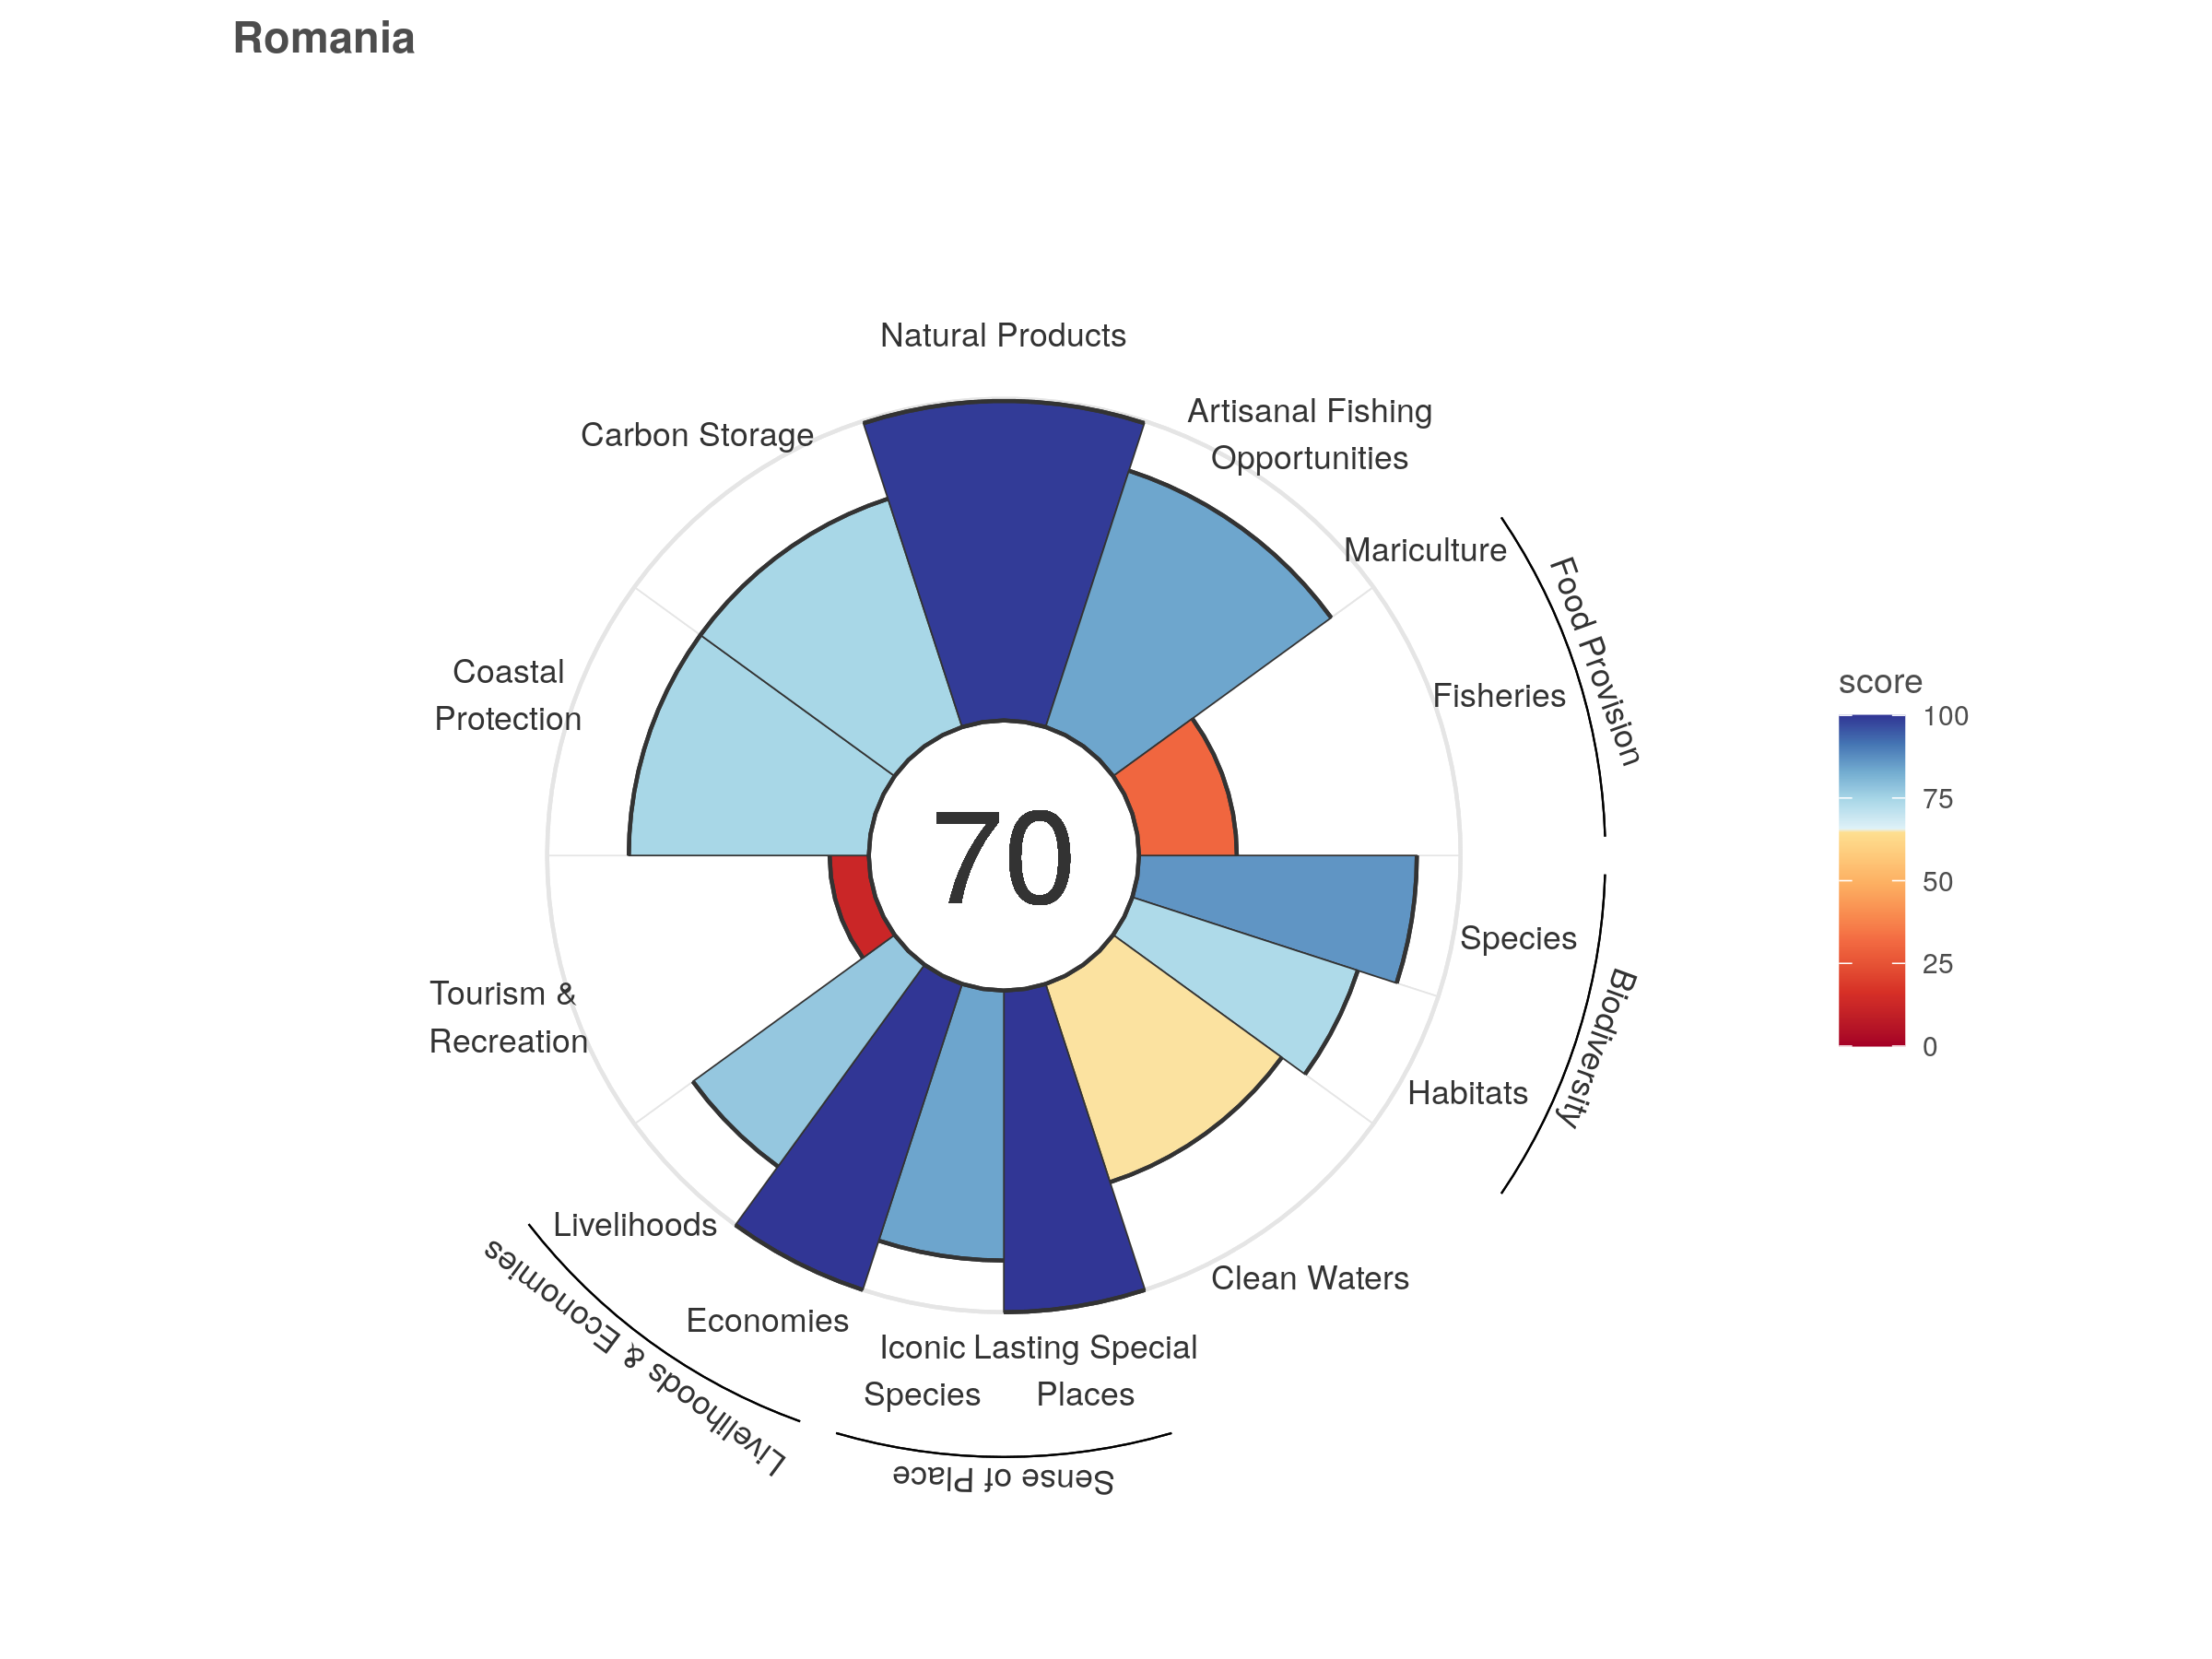 Romania
Natural Products
Artisanal Fishing
Opportunities
Carbon Storage
Mariculture
Food Provision
Fisheries
Coastal
Protection
score
100
75
50
25
0
70
Species
Biodiversity
Habitats
Tourism &
Recreation
Clean Waters
Livelihoods
Economies
Livelihoods & Economies
Iconic
Species
Lasting Special
Places
Sense of Place